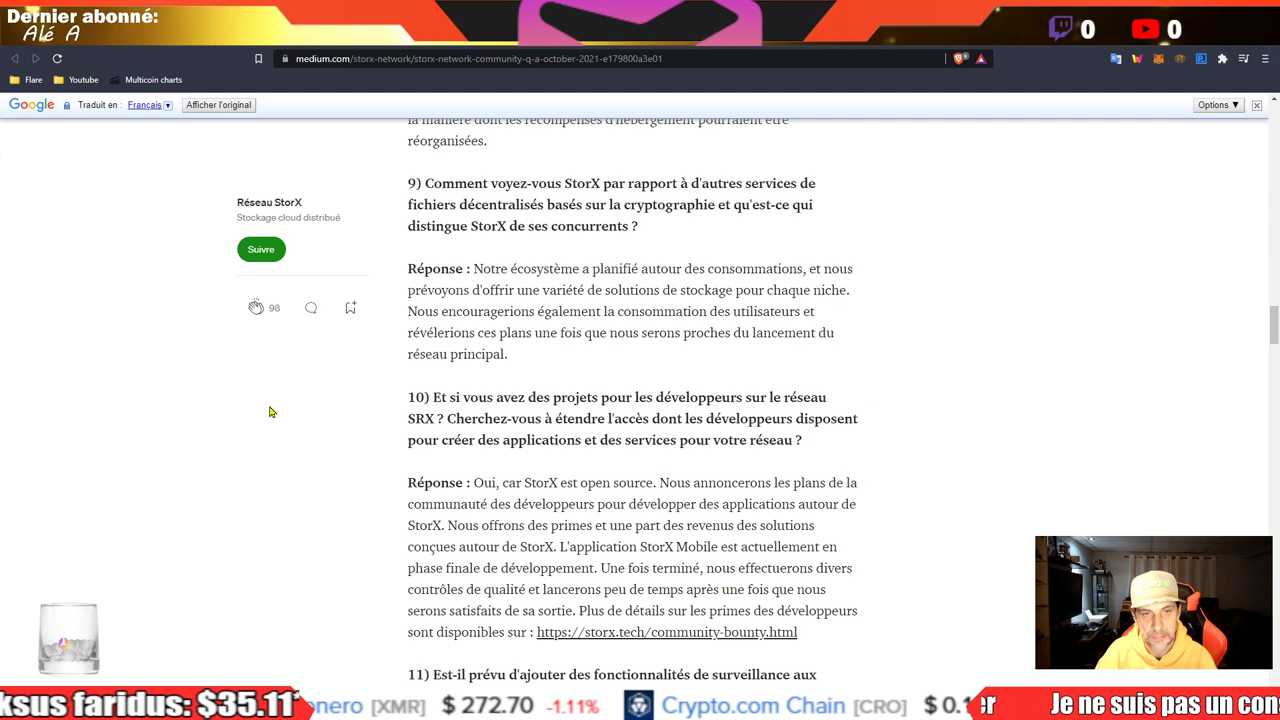 Dernier abonné:
Alé A
0
0
medium.com/storx-network/storx-network-community-q-a-october-2021-e179800a3e01
Flare
Youtube
Multicoin charts
Google
Traduit en :
Français
Afficher l'original
Options ▼
la manière dont les récompenses d'hébergement pourraient être
réorganisées.
9) Comment voyez-vous StorX par rapport à d'autres services de
fichiers décentralisés basés sur la cryptographie et qu'est-ce qui
distingue StorX de ses concurrents ?
Réseau StorX
Stockage cloud distribué
Suivre
98
Réponse : Notre écosystème a planifié autour des consommations, et nous
prévoyons d'offrir une variété de solutions de stockage pour chaque niche.
Nous encouragerions également la consommation des utilisateurs et
révélerions ces plans une fois que nous serons proches du lancement du
réseau principal.
10) Et si vous avez des projets pour les développeurs sur le réseau
SRX ? Cherchez-vous à étendre l'accès dont les développeurs disposent
pour créer des applications et des services pour votre réseau ?
Réponse : Oui, car StorX est open source. Nous annoncerons les plans de la
communauté des développeurs pour développer des applications autour de
StorX. Nous offrons des primes et une part des revenus des solutions
conçues autour de StorX. L'application StorX Mobile est actuellement en
phase finale de développement. Une fois terminé, nous effectuerons divers
contrôles de qualité et lancerons peu de temps après une fois que nous
serons satisfaits de sa sortie. Plus de détails sur les primes des développeurs
sont disponibles sur : https://storx.tech/community-bounty.html
11) Est-il prévu d'ajouter des fonctionnalités de surveillance aux
ksus faridus: $35.11
onero [XMR] $ 272.70 -1.11%
Crypto.com Chain [CRO] $ 0.1
er
Je ne suis pas un con